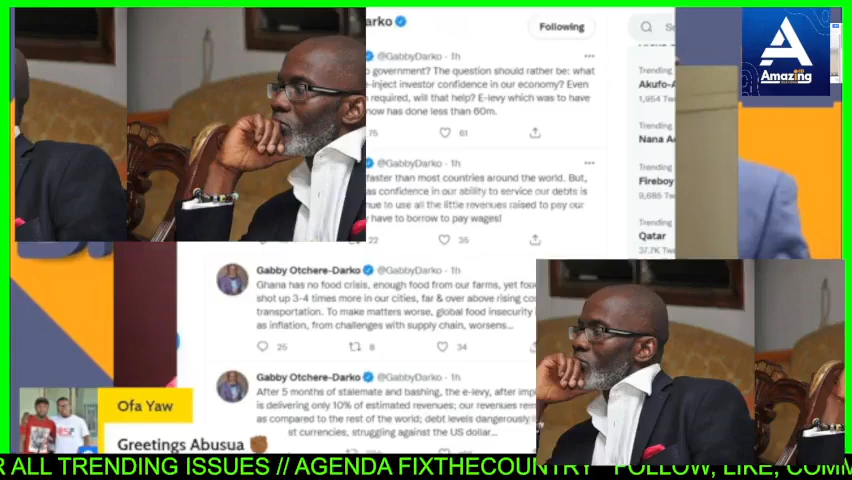 arko
Following
@GabbyDarko · 1h
government? The question should rather be: what
-inject investor confidence in our economy? Even
required, will that help? E-levy which was to have
now has done less than 60m.
75 61
@GabbyDarko · 1h
faster than most countries around the world. But,
as confidence in our ability to service our debts is
nue to use all the little revenues raised to pay our
have to borrow to pay wages!
22 35
Gabby Otchere-Darko @GabbyDarko · 1h
Ghana has no food crisis, enough food from our farms, yet foo
shot up 3-4 times more in our cities, far & over above rising co
transportation. To make matters worse, global food insecurity
as inflation, from challenges with supply chain, worsens...
25 8 34
Gabby Otchere-Darko @GabbyDarko · 1h
After 5 months of stalemate and bashing, the e-levy, after imp
is delivering only 10% of estimated revenues; our revenues rem
as compared to the rest of the world; debt levels dangerously
st currencies, struggling against the US dollar...
Trending
Akufo-A
1,954 Tw
Trending
Nana A
Trending
Fireboy
9,685 Tw
Trending
Qatar
37.7K Tw
A
Amazing
Ofa Yaw
Greetings Abusua
R ALL TRENDING ISSUES // AGENDA FIXTHECOUNTRY FOLLOW, LIKE, COMM